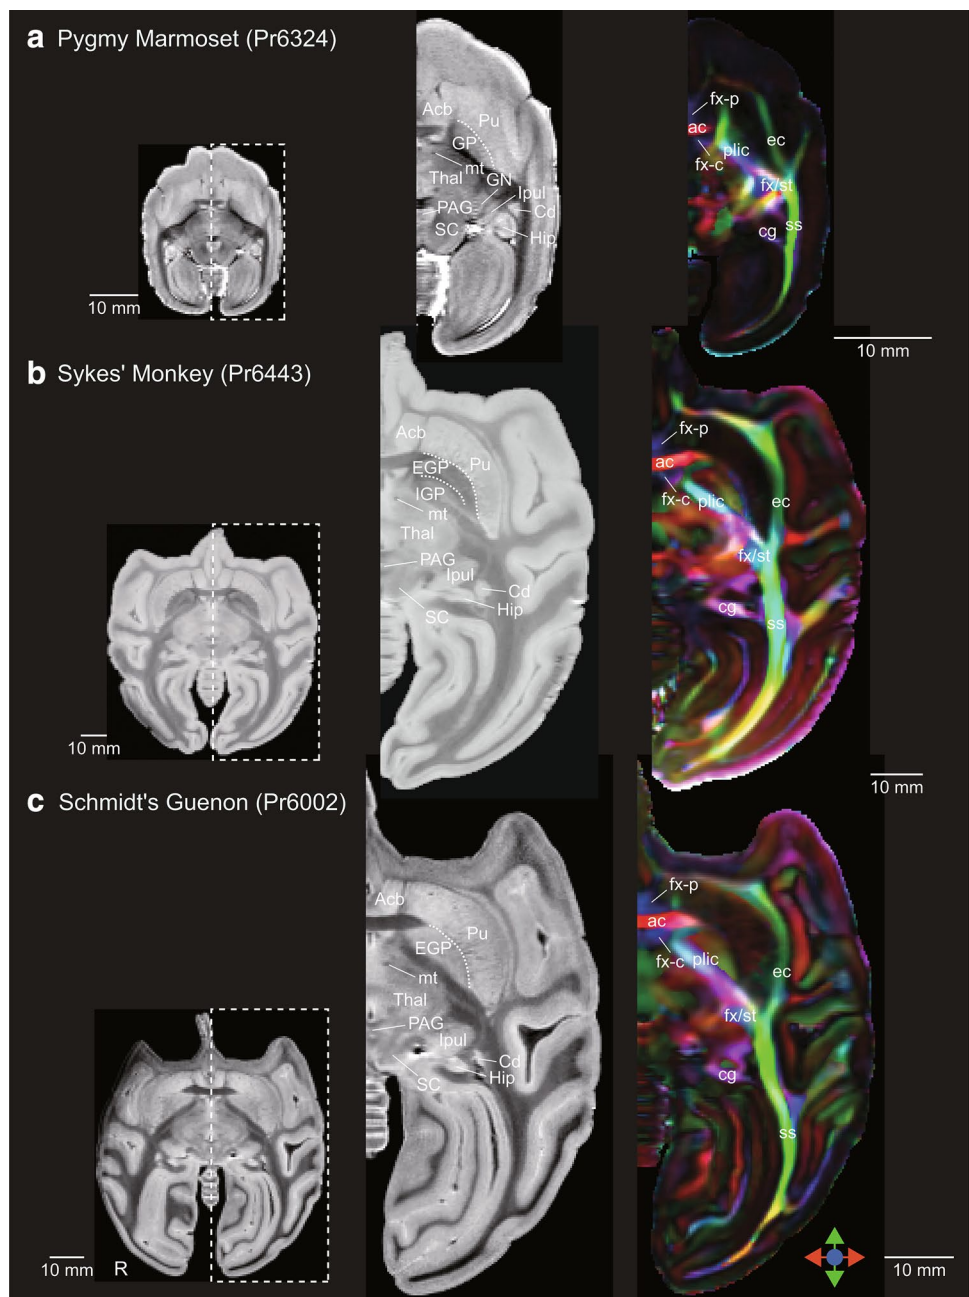 a Pygmy Marmoset (Pr6324)
Acb
Pu
GP
mt
Thal
GN
Ipul
PAG
Cd
SC
Hip
fx-p
ac
ec
plic
fx-c
fx/st
cg
ss
10 mm
10 mm
b Sykes' Monkey (Pr6443)
Acb
EGP
Pu
IGP
mt
Thal
PAG
Ipul
Cd
Hip
SC
fx-p
ac
fx-c
plic
ec
fx/st
cg
ss
10 mm
10 mm
c Schmidt's Guenon (Pr6002)
Acb
Pu
EGP
mt
Thal
PAG
Ipul
Cd
Hip
SC
fx-p
ac
fx-c
plic
ec
fx/st
cg
ss
10 mm
R
10 mm